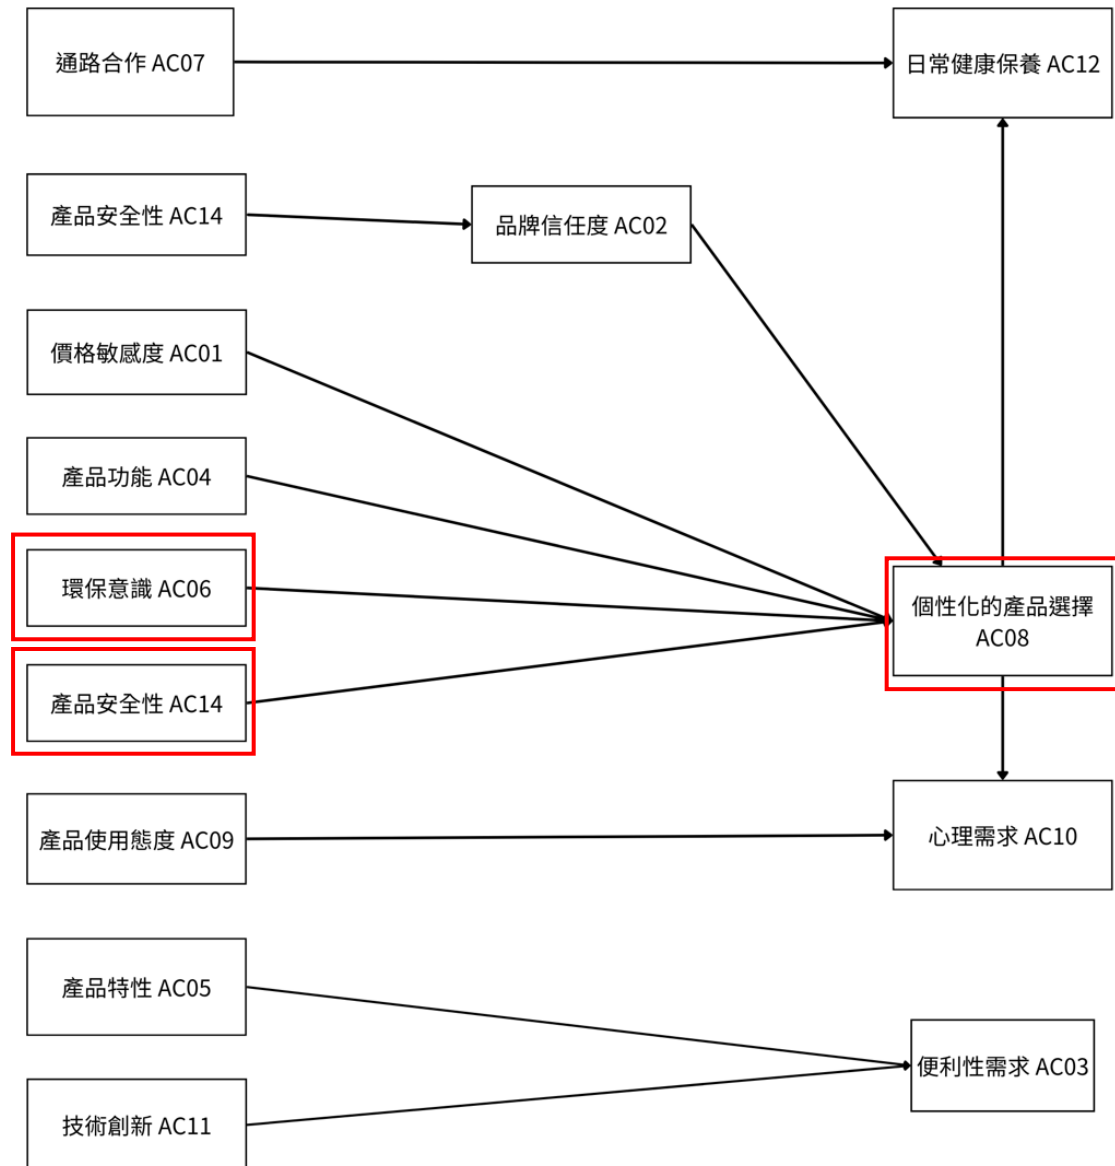 通路合作 AC07
日常健康保養 AC12
產品安全性 AC14
品牌信任度 AC02
價格敏感度 AC01
產品功能 AC04
環保意識 AC06
個性化的產品選擇
AC08
產品安全性 AC14
產品使用態度 AC09
心理需求 AC10
產品特性 AC05
便利性需求 AC03
技術創新 AC11